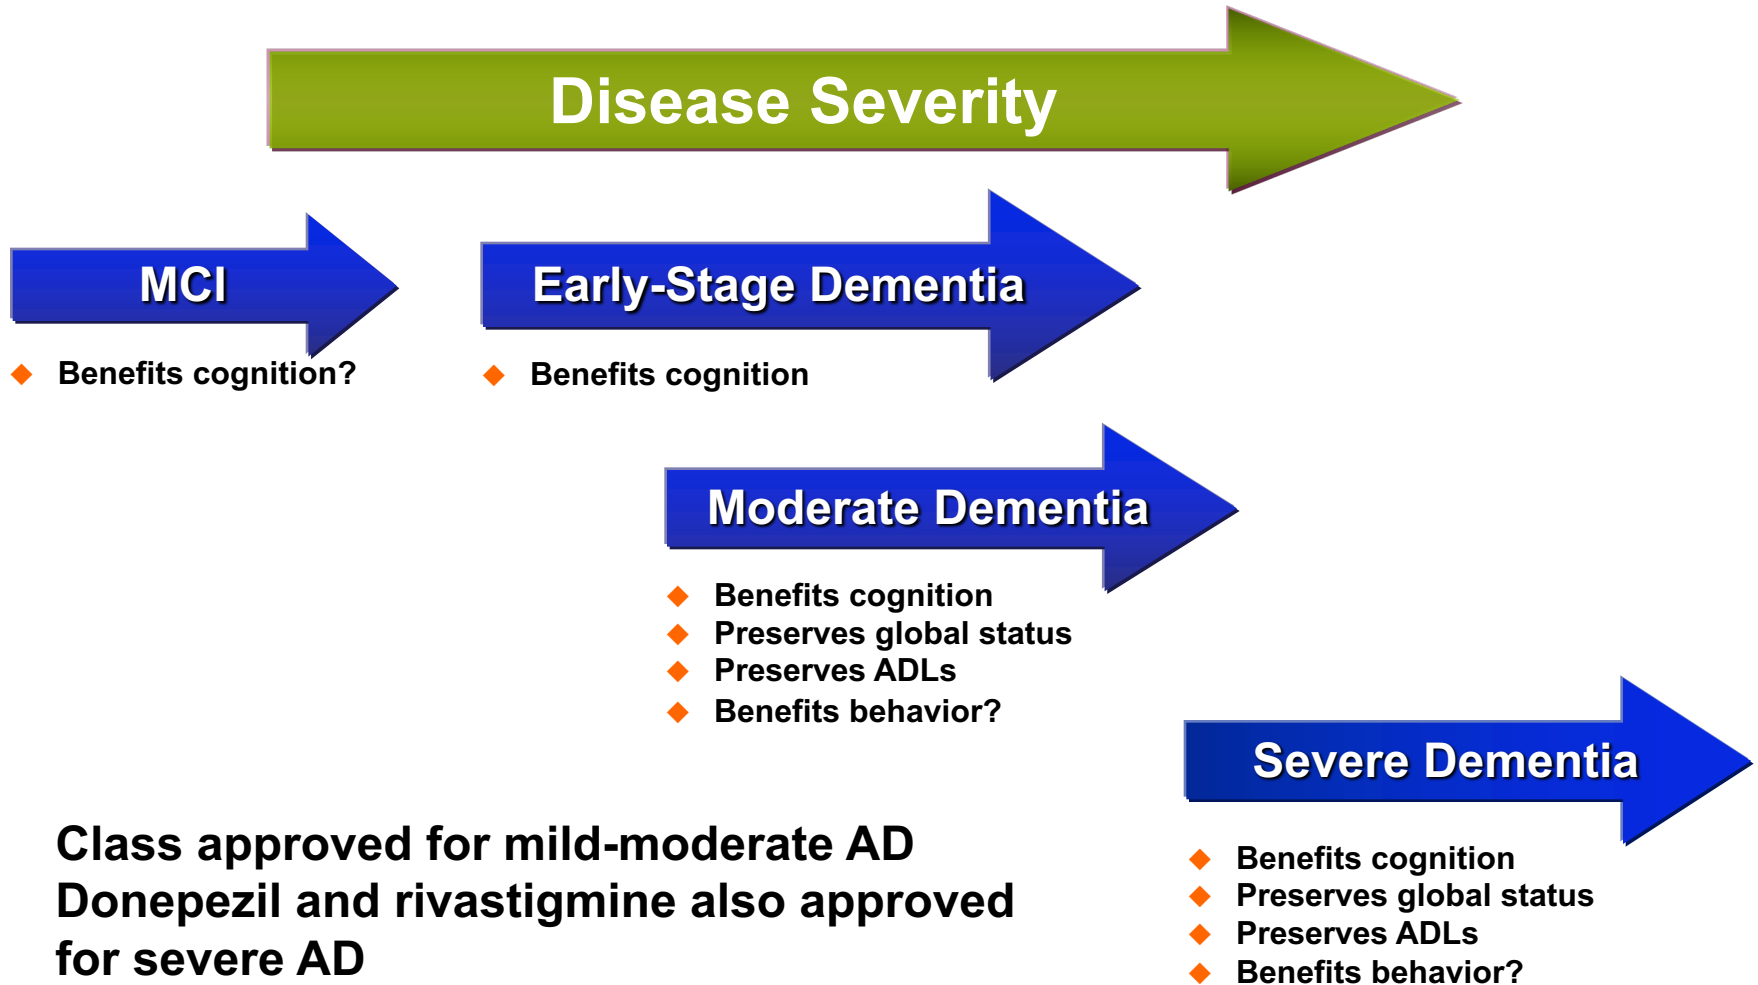 Disease Severity
MCI
Benefits cognition?
Early-Stage Dementia
Benefits cognition
Moderate Dementia
Benefits cognition
Preserves global status
Preserves ADLs
Benefits behavior?
Severe Dementia
Benefits cognition
Preserves global status
Preserves ADLs
Benefits behavior?
Class approved for mild-moderate AD
Donepezil and rivastigmine also approved
for severe AD